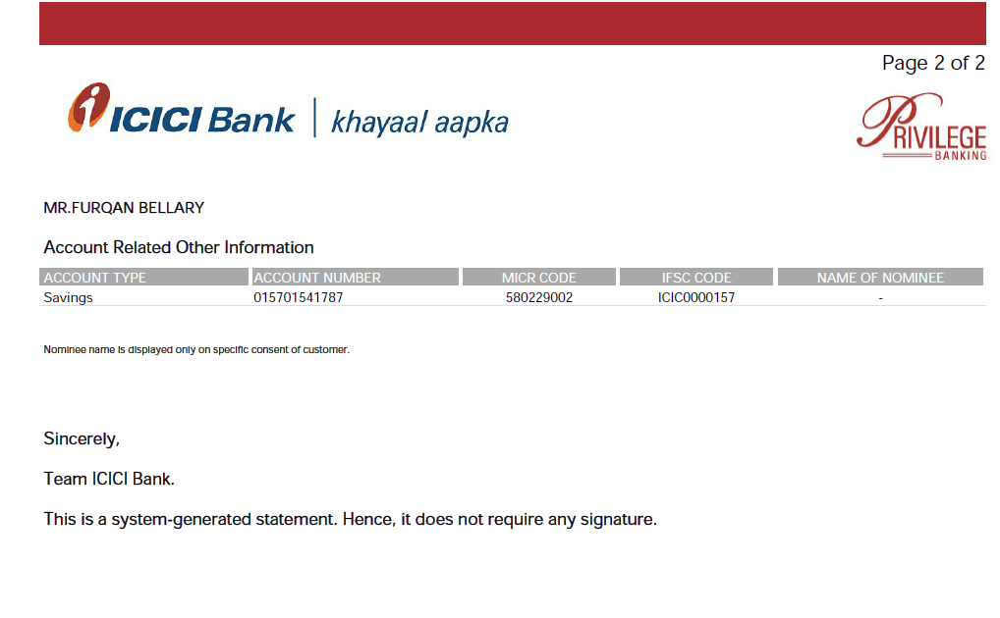 Page 2 of 2
ICICI Bank | khayaal aapka
PRIVILEGE
BANKING
MR.FURQAN BELLARY
Account Related Other Information
ACCOUNT TYPE ACCOUNT NUMBER MICR CODE IFSC CODE NAME OF NOMINEE
Savings 015701541787 580229002 ICIC0000157 -
Nominee name is displayed only on specific consent of customer.
Sincerely,
Team ICICI Bank.
This is a system-generated statement. Hence, it does not require any signature.